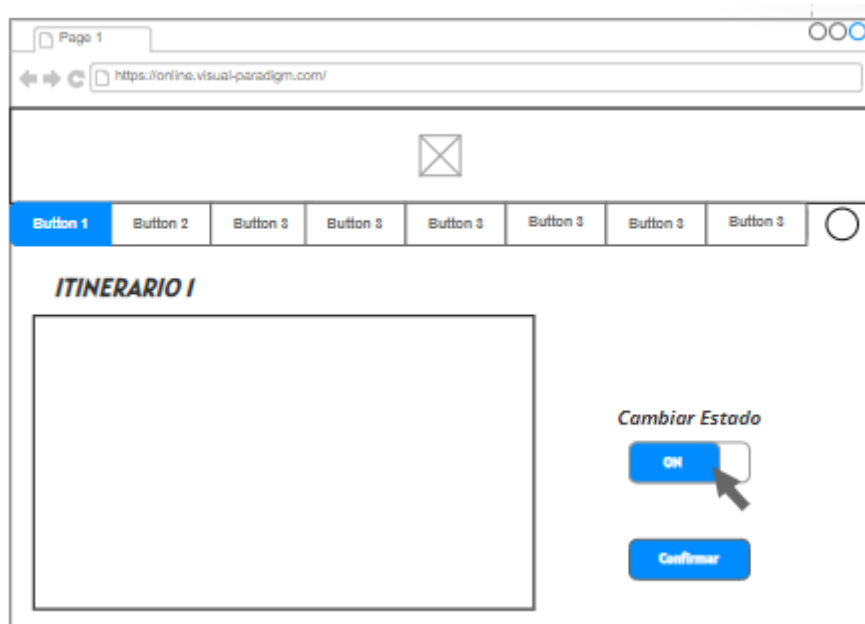 Page 1
https://online.visual-paradigm.com/
Button 1 Button 2 Button 3 Button 3 Button 3 Button 3 Button 3 Button 3
ITINERARIO I
Cambiar Estado
ON
Confirmar